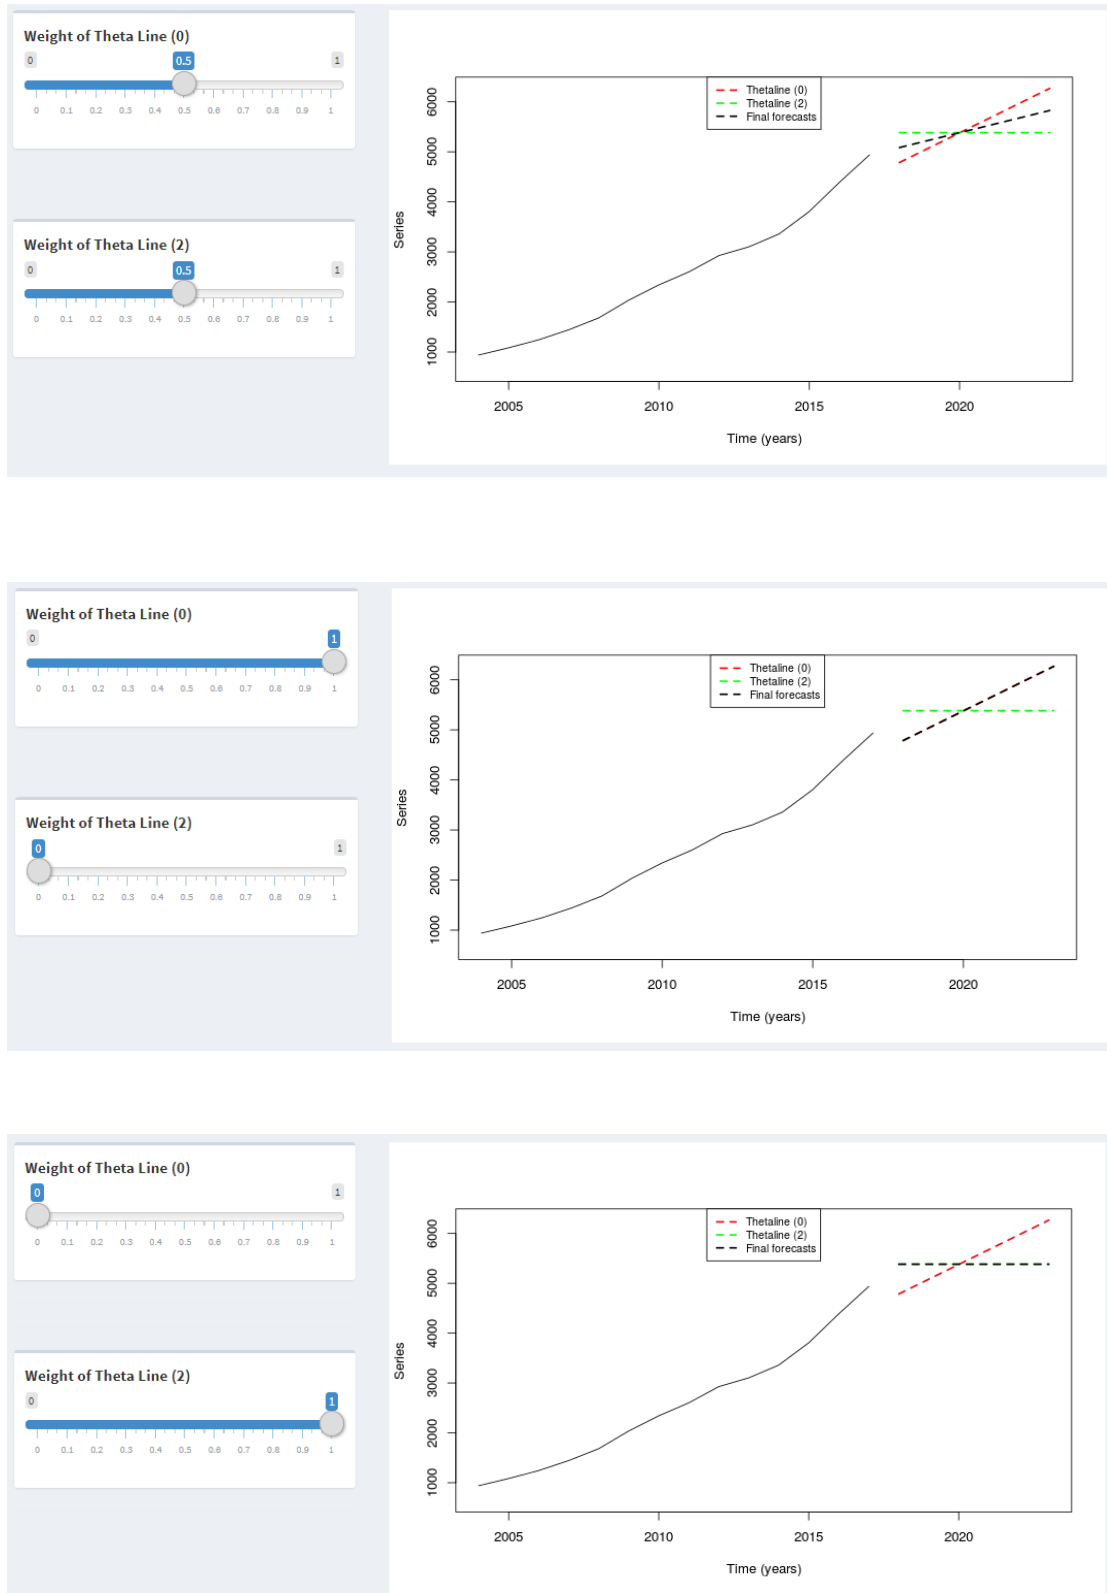 Weight of Theta Line (0)
0 0.5 1
0 0.1 0.2 0.3 0.4 0.5 0.6 0.7 0.8 0.9 1
Weight of Theta Line (2)
0 0.5 1
0 0.1 0.2 0.3 0.4 0.5 0.6 0.7 0.8 0.9 1
Thetaline (0)
Thetaline (2)
Final forecasts
Series
6000
5000
4000
3000
2000
1000
2005 2010 2015 2020
Time (years)
Weight of Theta Line (0)
0 1
0 0.1 0.2 0.3 0.4 0.5 0.6 0.7 0.8 0.9 1
Weight of Theta Line (2)
0 1
0 0.1 0.2 0.3 0.4 0.5 0.6 0.7 0.8 0.9 1
Thetaline (0)
Thetaline (2)
Final forecasts
Series
6000
5000
4000
3000
2000
1000
2005 2010 2015 2020
Time (years)
Weight of Theta Line (0)
0 1
0 0.1 0.2 0.3 0.4 0.5 0.6 0.7 0.8 0.9 1
Weight of Theta Line (2)
0 1
0 0.1 0.2 0.3 0.4 0.5 0.6 0.7 0.8 0.9 1
Thetaline (0)
Thetaline (2)
Final forecasts
Series
6000
5000
4000
3000
2000
1000
2005 2010 2015 2020
Time (years)